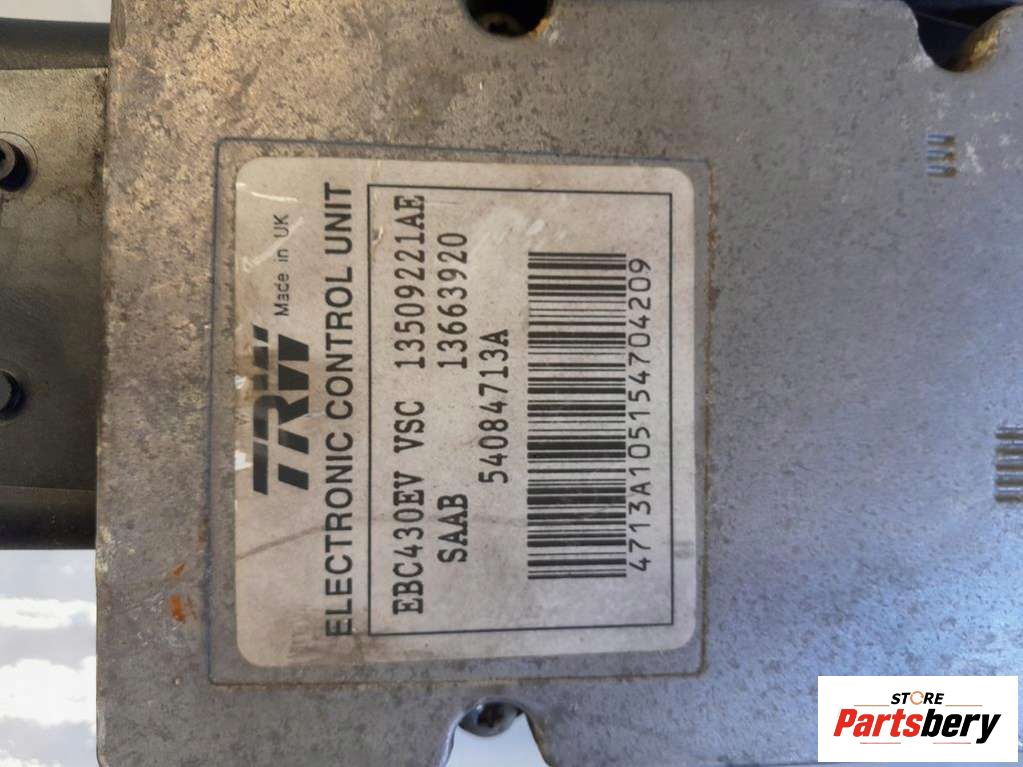 TRW Made in UK
ELECTRONIC CONTROL UNIT
EBC430EV VSC 13509221AE
SAAB 13663920
54084713A
4713A105154704209
STORE
Partsbery